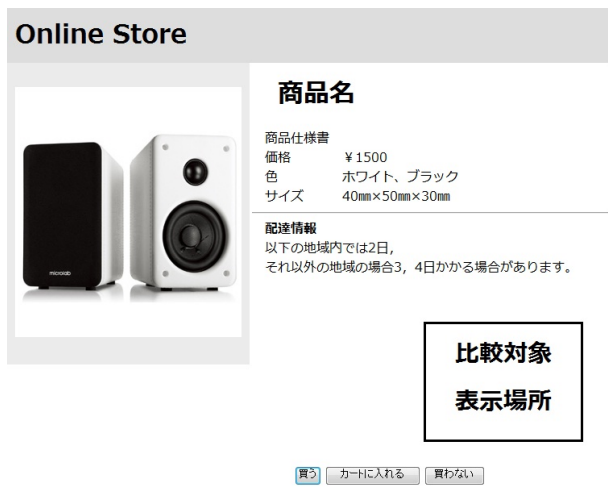 Online Store
商品名
商品仕様書
価格 ￥1500
色 ホワイト、ブラック
サイズ 40㎜×50㎜×30㎜
配達情報
以下の地域内では2日，
それ以外の地域の場合3，4日かかる場合があります。
microlab
比較対象
表示場所
買う カートに入れる 買わない